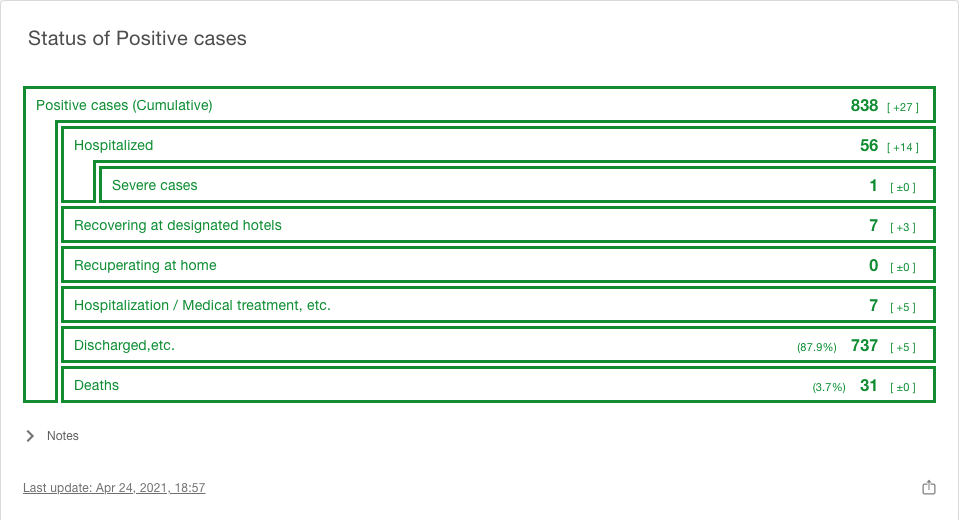 Status of Positive cases
Positive cases (Cumulative) 838 [ +27 ]
Hospitalized 56 [ +14 ]
Severe cases 1 [ ±0 ]
Recovering at designated hotels 7 [ +3 ]
Recuperating at home 0 [ ±0 ]
Hospitalization / Medical treatment, etc. 7 [ +5 ]
Discharged,etc. (87.9%) 737 [ +5 ]
Deaths (3.7%) 31 [ ±0 ]
Notes
Last update: Apr 24, 2021, 18:57